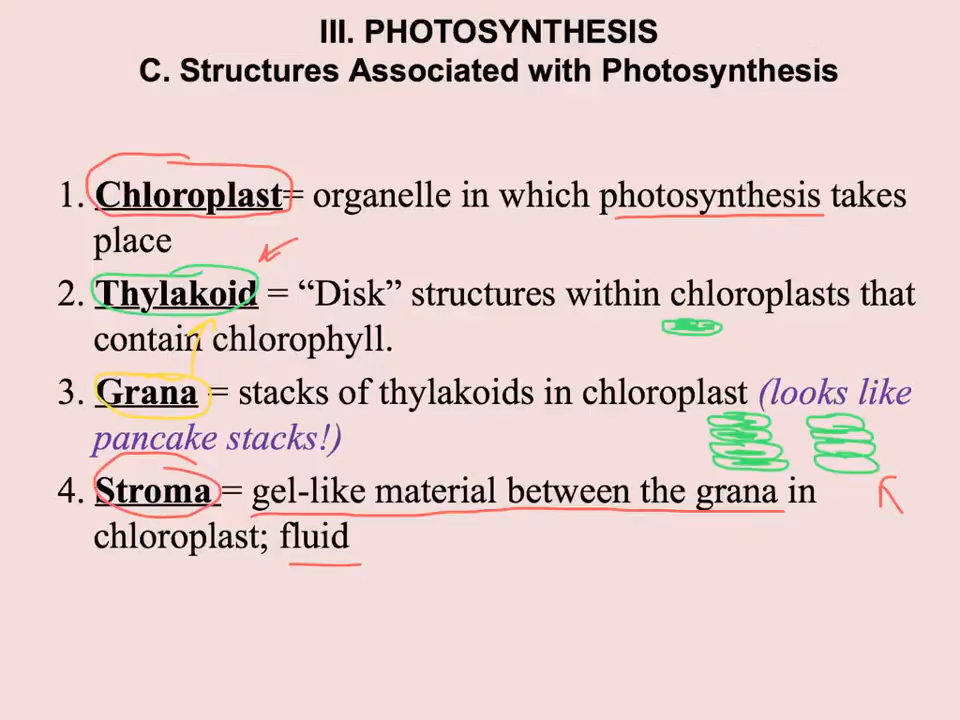 III. PHOTOSYNTHESIS
C. Structures Associated with Photosynthesis
1. Chloroplast= organelle in which photosynthesis takes
place
2. Thylakoid = “Disk” structures within chloroplasts that
contain chlorophyll.
3. Grana = stacks of thylakoids in chloroplast (looks like
pancake stacks!)
4. Stroma = gel-like material between the grana in
chloroplast; fluid